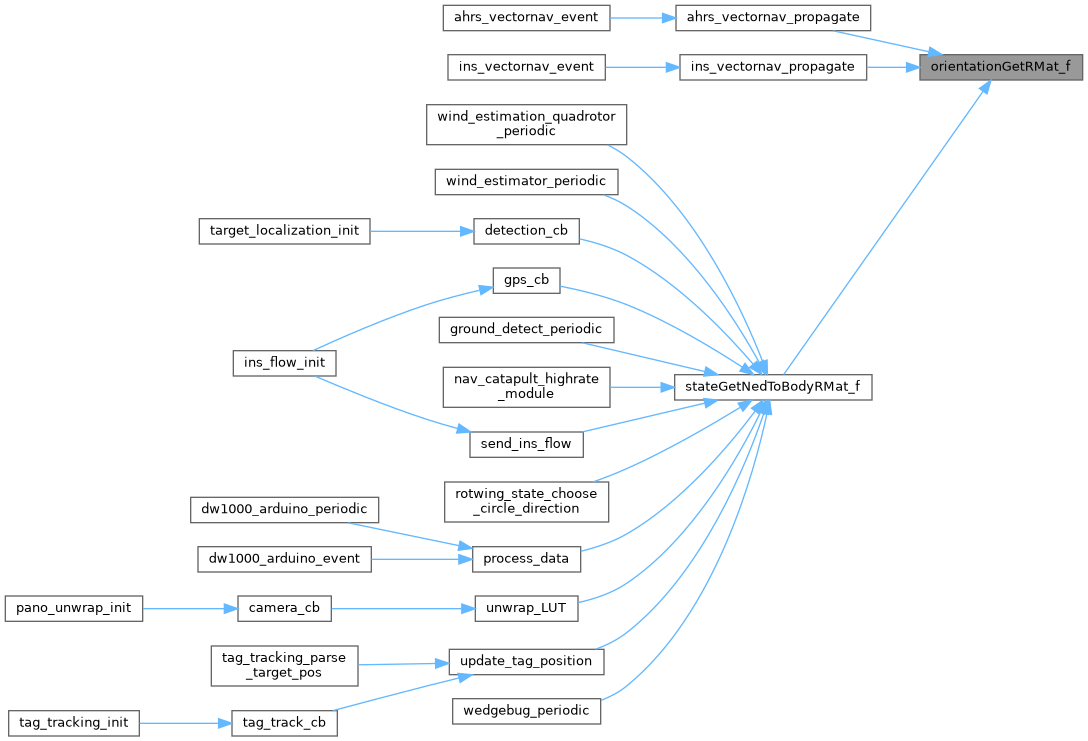 ahrs_vectornav_event
ahrs_vectornav_propagate
orientationGetRMat_f
ins_vectornav_event
ins_vectornav_propagate
wind_estimation_quadrotor
_periodic
wind_estimator_periodic
target_localization_init
detection_cb
gps_cb
ground_detect_periodic
ins_flow_init
nav_catapult_highrate
_module
stateGetNedToBodyRMat_f
send_ins_flow
rotwing_state_choose
_circle_direction
dw1000_arduino_periodic
dw1000_arduino_event
process_data
pano_unwrap_init
camera_cb
unwrap_LUT
tag_tracking_parse
_target_pos
update_tag_position
wedgebug_periodic
tag_tracking_init
tag_track_cb